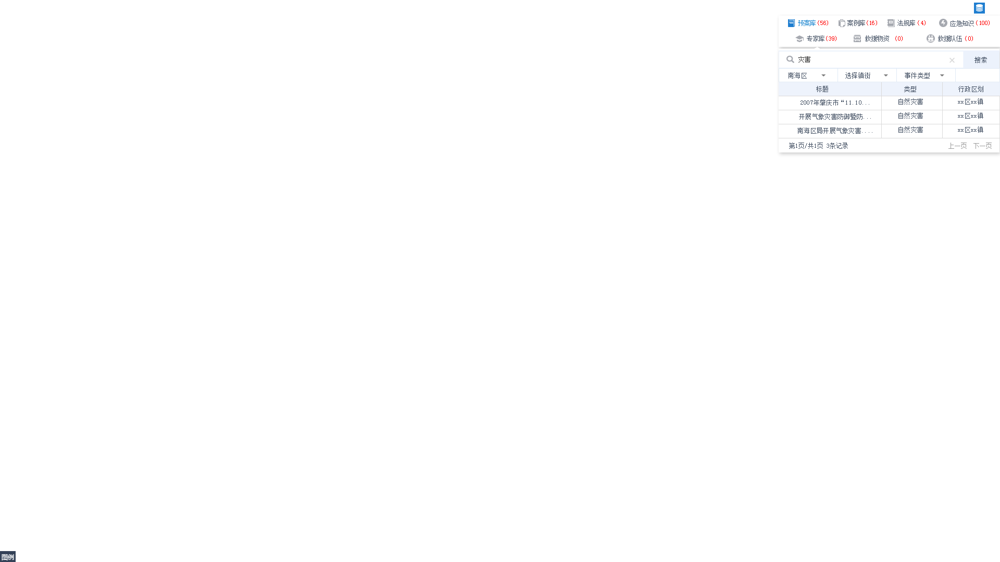 预案库(56) 案例库(16) 法规库(4) 应急知识(100)
专家库(39) 救援物资 (0) 救援队伍(0)
灾害 搜索
南海区 选择镇街 事件类型
标题 类型 行政区划
2007年肇庆市“11.10... 自然灾害 xx区xx镇
开展气象灾害防御暨防... 自然灾害 xx区xx镇
南海区局开展气象灾害.... 自然灾害 xx区xx镇
第1页/共1页 3条记录 上一页 下一页
图例